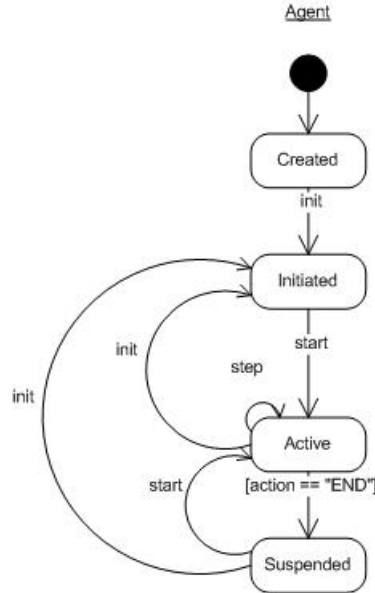 Agent
Created
init
Initiated
start
init
step
init
Active
start
[action == "END"]
Suspended